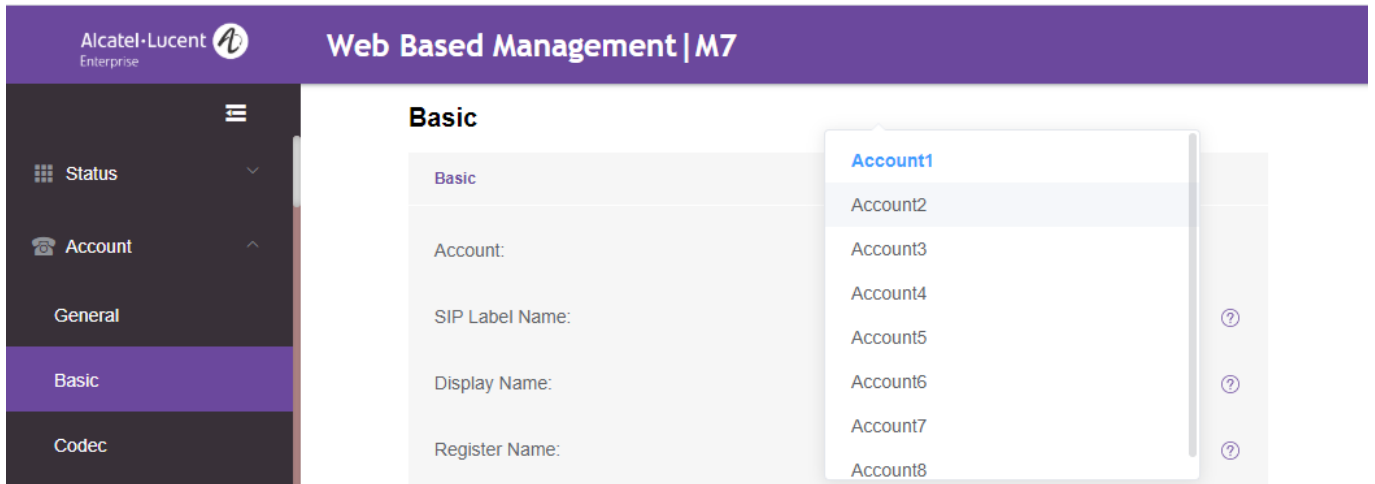 Alcatel·Lucent
Enterprise
Web Based Management|M7
Status
Account
General
Basic
Codec
Basic
Basic
Account:
SIP Label Name:
Display Name:
Register Name:
Account1
Account2
Account3
Account4
Account5
Account6
Account7
Account8